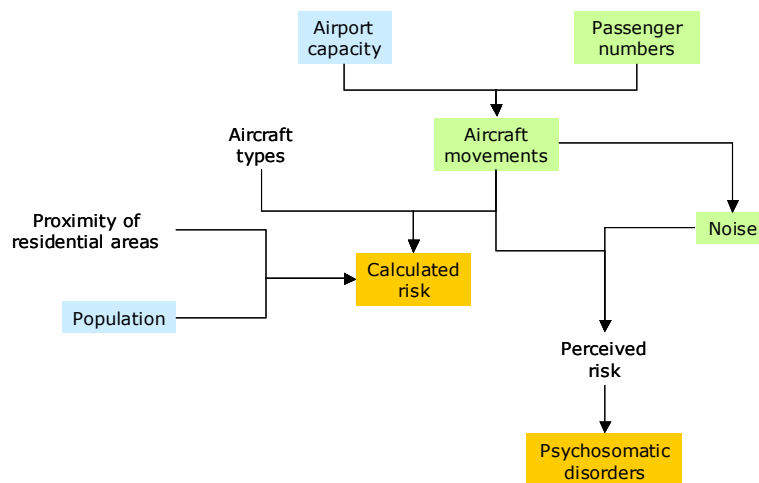 Airport
capacity
Passenger
numbers
Aircraft
types
Aircraft
movements
Proximity of
residential areas
Noise
Calculated
risk
Population
Perceived
risk
Psychosomatic
disorders